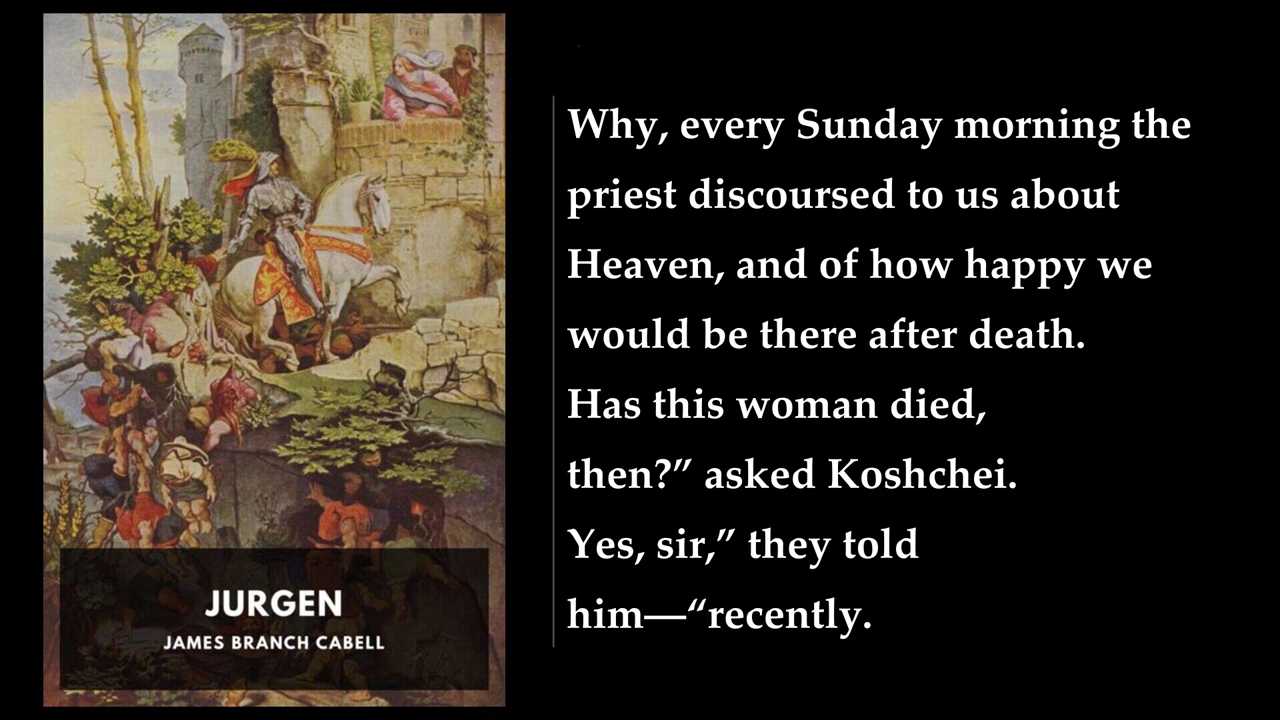 JURGEN
JAMES BRANCH CABELL
Why, every Sunday morning the
priest discoursed to us about
Heaven, and of how happy we
would be there after death.
Has this woman died,
then?” asked Koshchei.
Yes, sir,” they told
him—“recently.